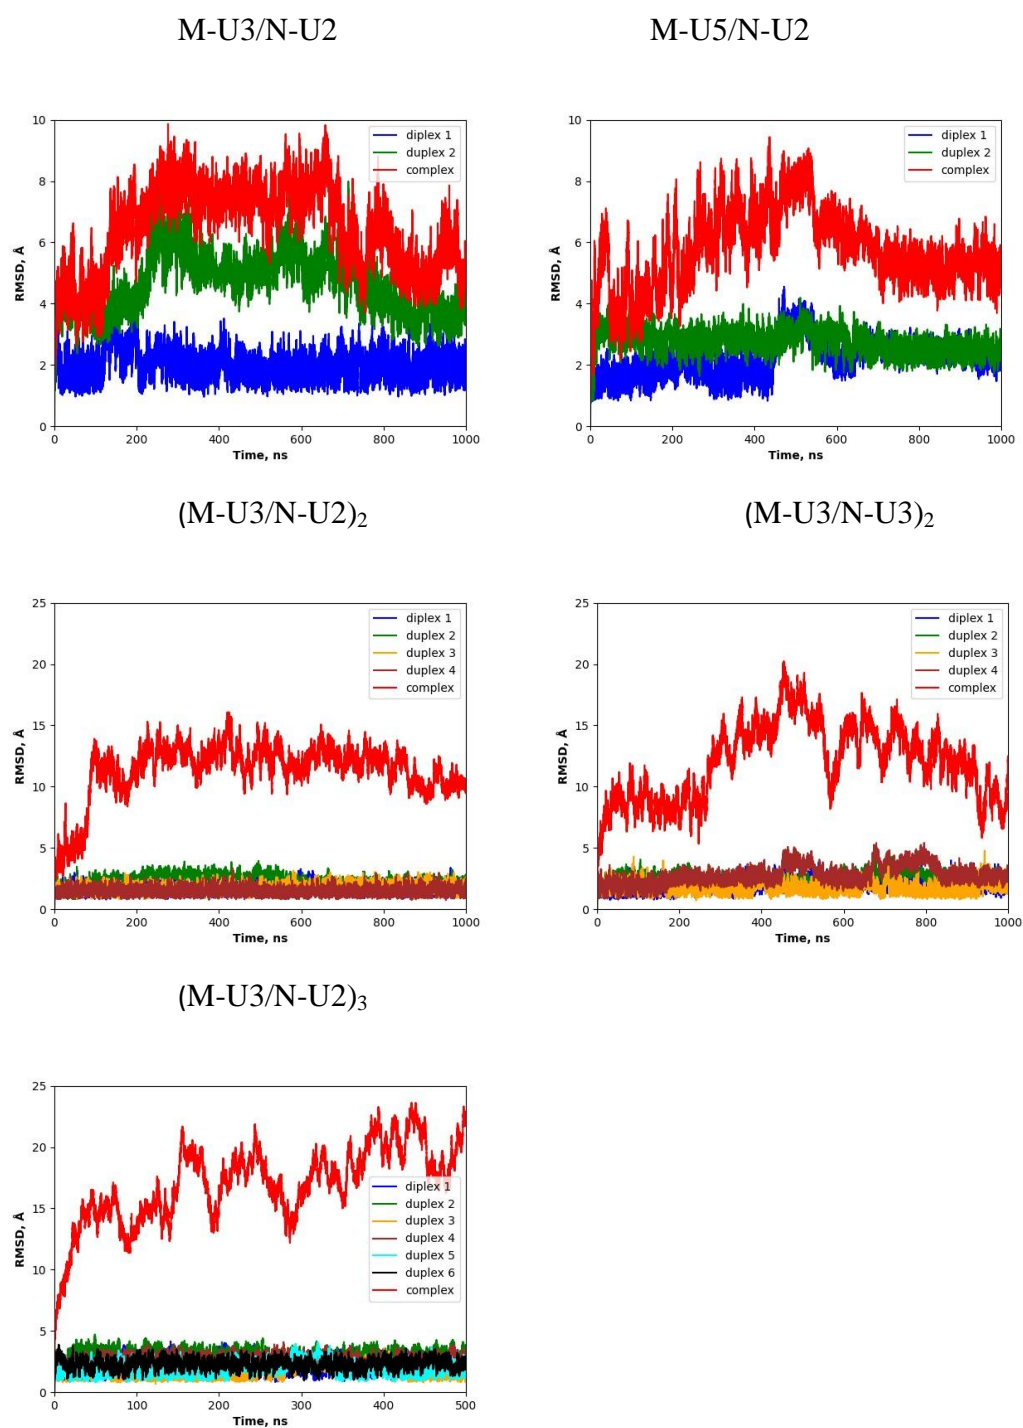 M-U3/N-U2
M-U5/N-U2
10
8
6
4
2
0
RMSD, Å
diplex 1
duplex 2
complex
0 200 400 600 800 1000
Time, ns
10
8
6
4
2
0
RMSD, Å
diplex 1
duplex 2
complex
0 200 400 600 800 1000
Time, ns
(M-U3/N-U2)2
(M-U3/N-U3)2
25
20
15
10
5
0
RMSD, Å
diplex 1
duplex 2
duplex 3
duplex 4
complex
0 200 400 600 800 1000
Time, ns
25
20
15
10
5
0
RMSD, Å
diplex 1
duplex 2
duplex 3
duplex 4
complex
0 200 400 600 800 1000
Time, ns
(M-U3/N-U2)3
25
20
15
10
5
0
RMSD, Å
diplex 1
duplex 2
duplex 3
duplex 4
duplex 5
duplex 6
complex
0 100 200 300 400 500
Time, ns